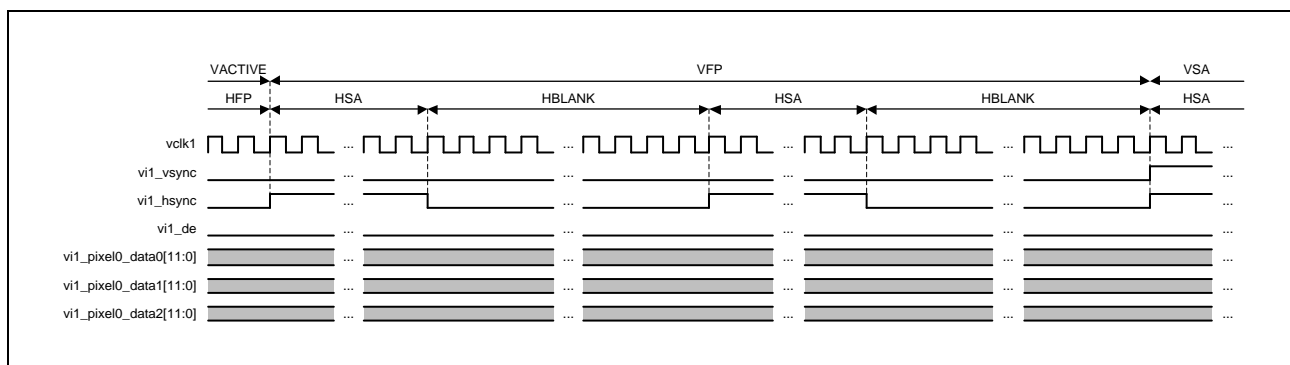 VACTIVE VFP VSA
HFP HSA HBLANK HSA HBLANK HSA
vclk1 ... ... ... ... ...
vi1_vsync ... ... ... ... ...
vi1_hsync ... ... ... ... ...
vi1_de ... ... ... ... ...
vi1_pixel0_data0[11:0] ... ... ... ... ...
vi1_pixel0_data1[11:0] ... ... ... ... ...
vi1_pixel0_data2[11:0] ... ... ... ... ...